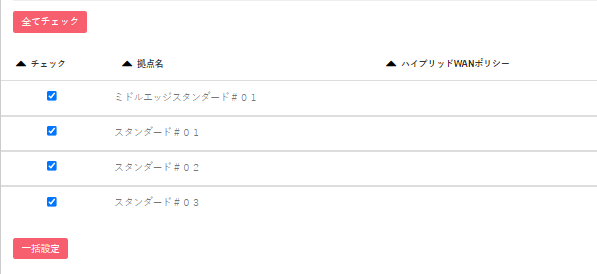 全てチェック
チェック 拠点名 ハイブリッドWANポリシー
ミドルエッジスタンダード＃０１
スタンダード＃０１
スタンダード＃０２
スタンダード＃０３
一括設定